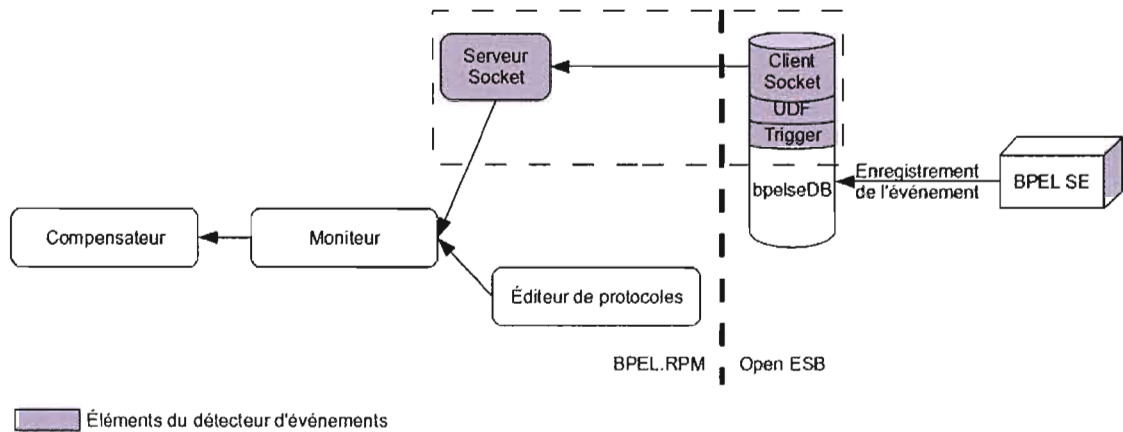 Serveur
Socket
Client
Socket
UDF
Trigger
bpelseDB
Enregistrement
de l'événement
BPEL SE
Compensateur
Moniteur
Éditeur de protocoles
BPEL.RPM
Open ESB
Éléments du détecteur d'événements